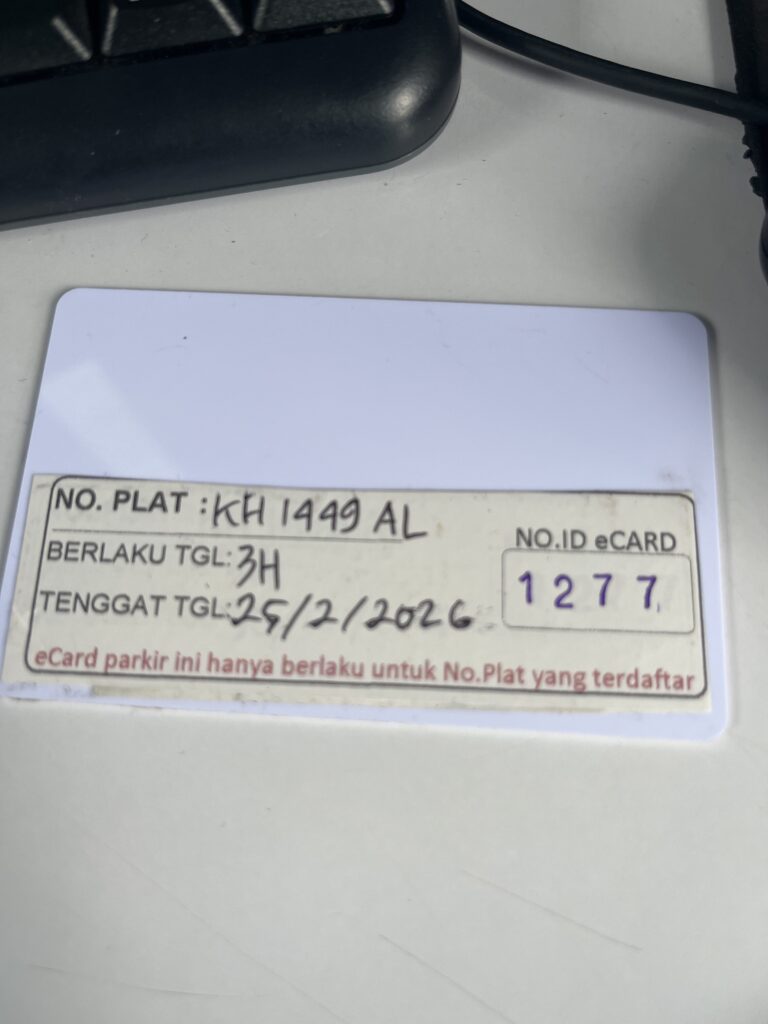 NO. PLAT : KH 1449 AL
BERLAKU TGL: 3H
TENGGAT TGL: 25/2/2026
NO.ID eCARD
1277
eCard parkir ini hanya berlaku untuk No.Plat yang terdaftar